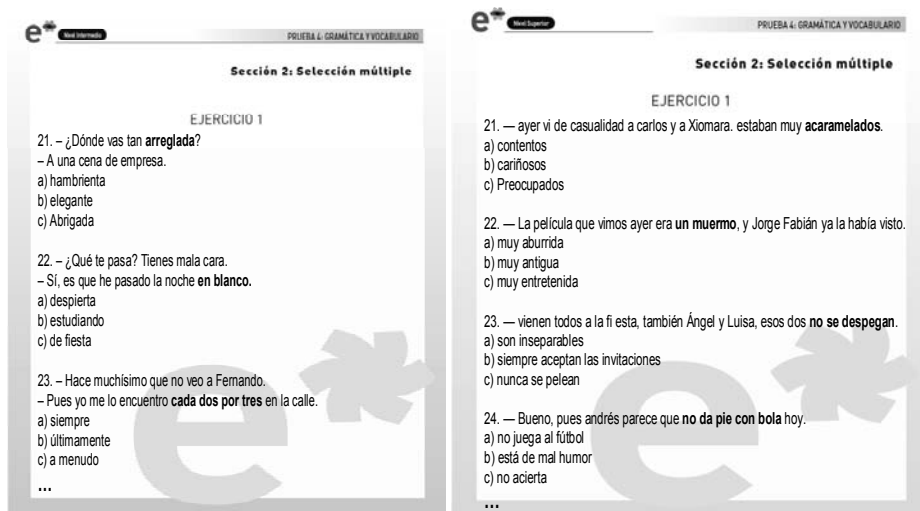 e* Nivel Intermedio
PRUEBA 4: GRAMÁTICA Y VOCABULARIO
Sección 2: Selección múltiple
EJERCICIO 1
21. – ¿Dónde vas tan arreglada?
– A una cena de empresa.
a) hambrienta
b) elegante
c) Abrigada
22. – ¿Qué te pasa? Tienes mala cara.
– Sí, es que he pasado la noche en blanco.
a) despierta
b) estudiando
c) de fiesta
23. – Hace muchísimo que no veo a Fernando.
– Pues yo me lo encuentro cada dos por tres en la calle.
a) siempre
b) últimamente
c) a menudo
...
e* Nivel Superior
PRUEBA 4: GRAMÁTICA Y VOCABULARIO
Sección 2: Selección múltiple
EJERCICIO 1
21. — ayer vi de casualidad a carlos y a Xiomara. estaban muy acaramelados.
a) contentos
b) cariñosos
c) Preocupados
22. — La película que vimos ayer era un muermo, y Jorge Fabián ya la había visto.
a) muy aburrida
b) muy antigua
c) muy entretenida
23. — vienen todos a la fi esta, también Ángel y Luisa, esos dos no se despegan.
a) son inseparables
b) siempre aceptan las invitaciones
c) nunca se pelean
24. — Bueno, pues andrés parece que no da pie con bola hoy.
a) no juega al fútbol
b) está de mal humor
c) no acierta
...